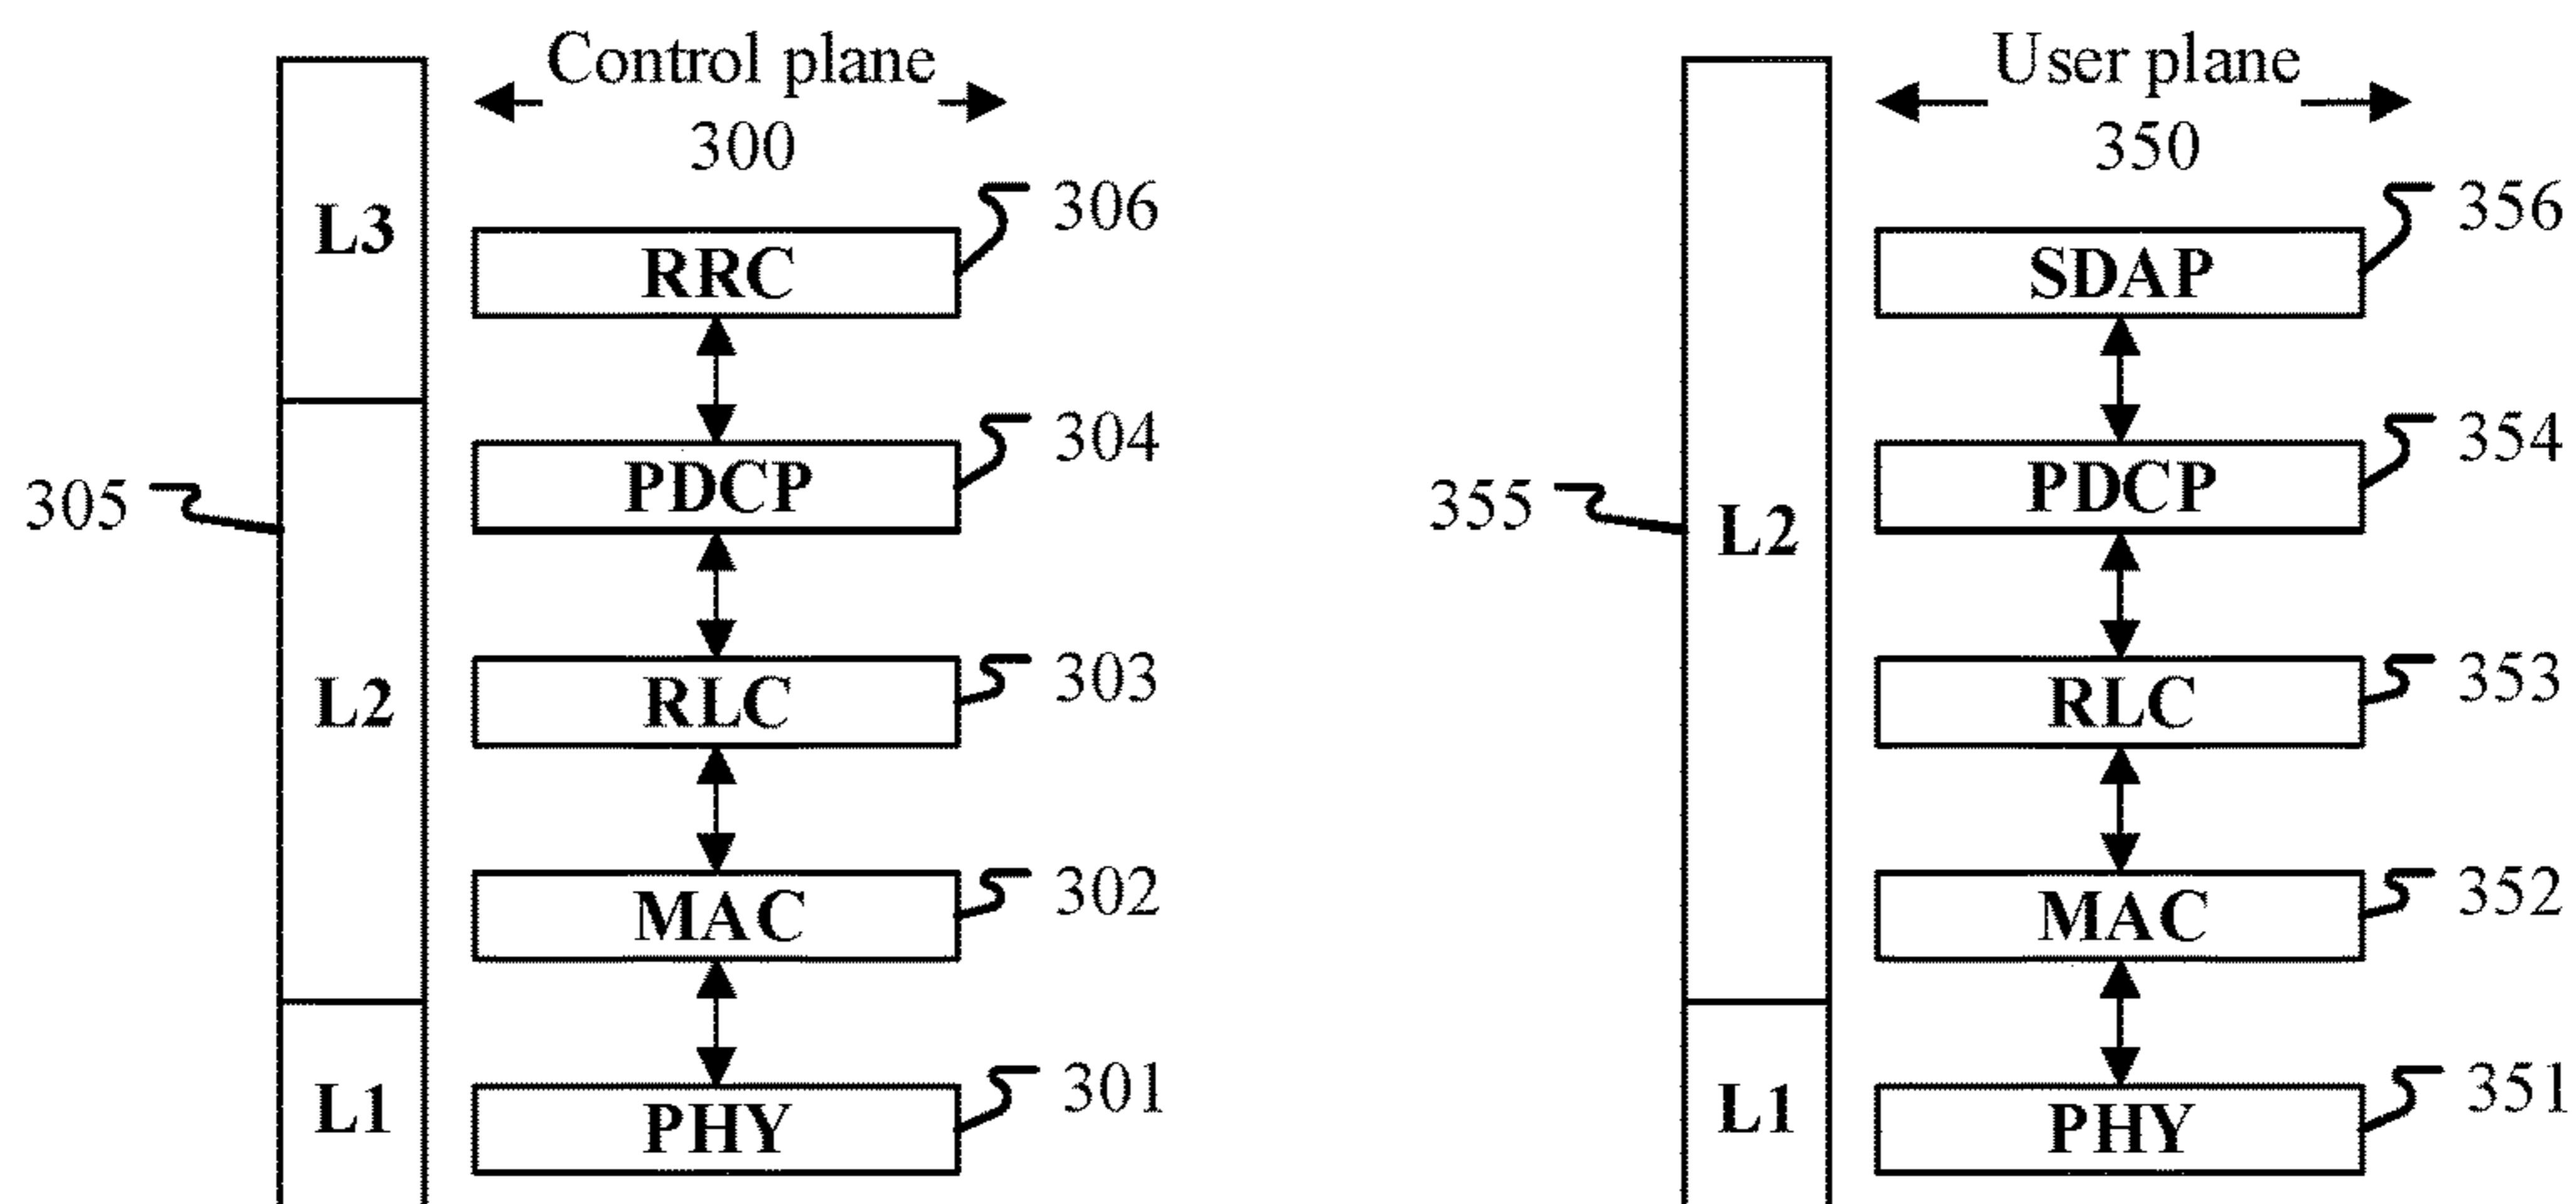 Control plane
300
L3
306
RRC
304
PDCP
305
303
L2
RLC
302
MAC
301
L1
PHY
User plane
350
356
SDAP
354
PDCP
355
L2
353
RLC
352
MAC
351
L1
PHY